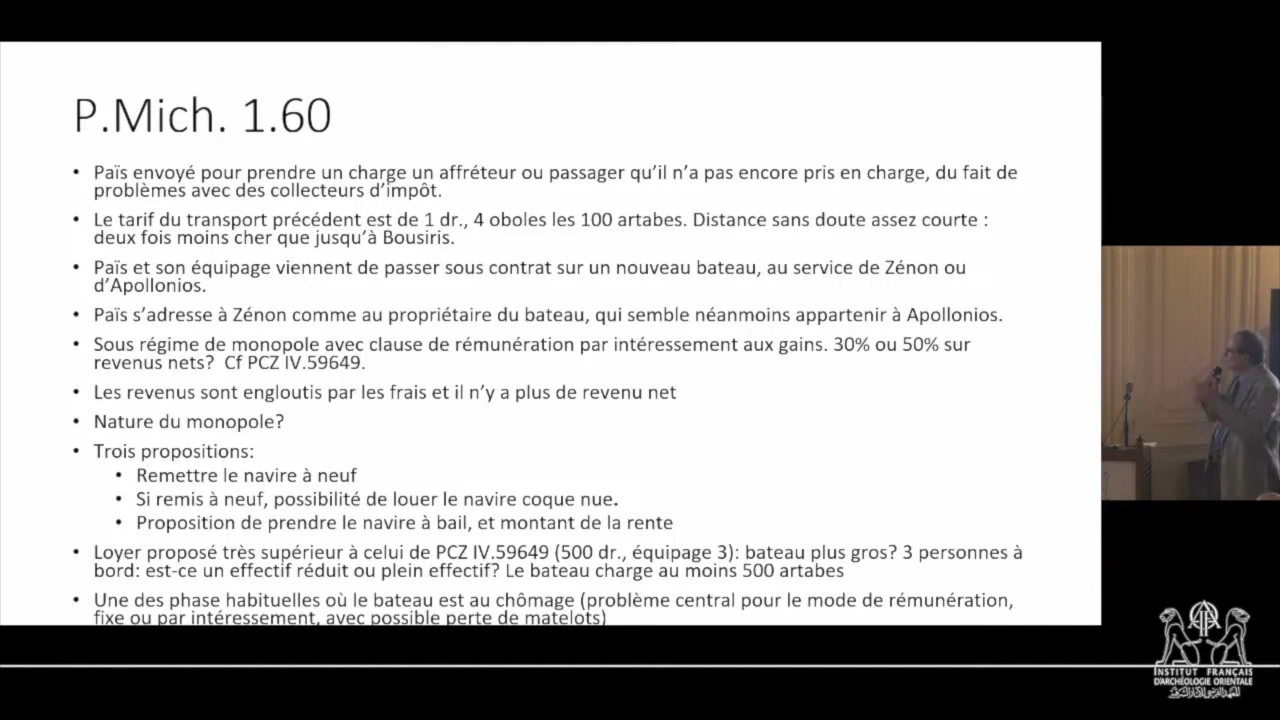 P.Mich. 1.60
• Païs envoyé pour prendre un charge un affréteur ou passager qu'il n'a pas encore pris en charge, du fait de
problèmes avec des collecteurs d'impôt.
• Le tarif du transport précédent est de 1 dr., 4 oboles les 100 artabes. Distance sans doute assez courte :
deux fois moins cher que jusqu'à Bousiris.
• Païs et son équipage viennent de passer sous contrat sur un nouveau bateau, au service de Zénon ou
d'Apollonios.
• Païs s'adresse à Zénon comme au propriétaire du bateau, qui semble néanmoins appartenir à Apollonios.
• Sous régime de monopole avec clause de rémunération par intéressement aux gains. 30% ou 50% sur
revenus nets? Cf PCZ IV.59649.
• Les revenus sont engloutis par les frais et il n'y a plus de revenu net
• Nature du monopole?
• Trois propositions:
• Remettre le navire à neuf
• Si remis à neuf, possibilité de louer le navire coque nue.
• Proposition de prendre le navire à bail, et montant de la rente
• Loyer proposé très supérieur à celui de PCZ IV.59649 (500 dr., équipage 3): bateau plus gros? 3 personnes à
bord: est-ce un effectif réduit ou plein effectif? Le bateau charge au moins 500 artabes
• Une des phase habituelles où le bateau est au chômage (problème central pour le mode de rémunération,
fixe ou par intéressement, avec possible perte de matelots)
INSTITUT FRANÇAIS
D'ARCHÉOLOGIE ORIENTALE